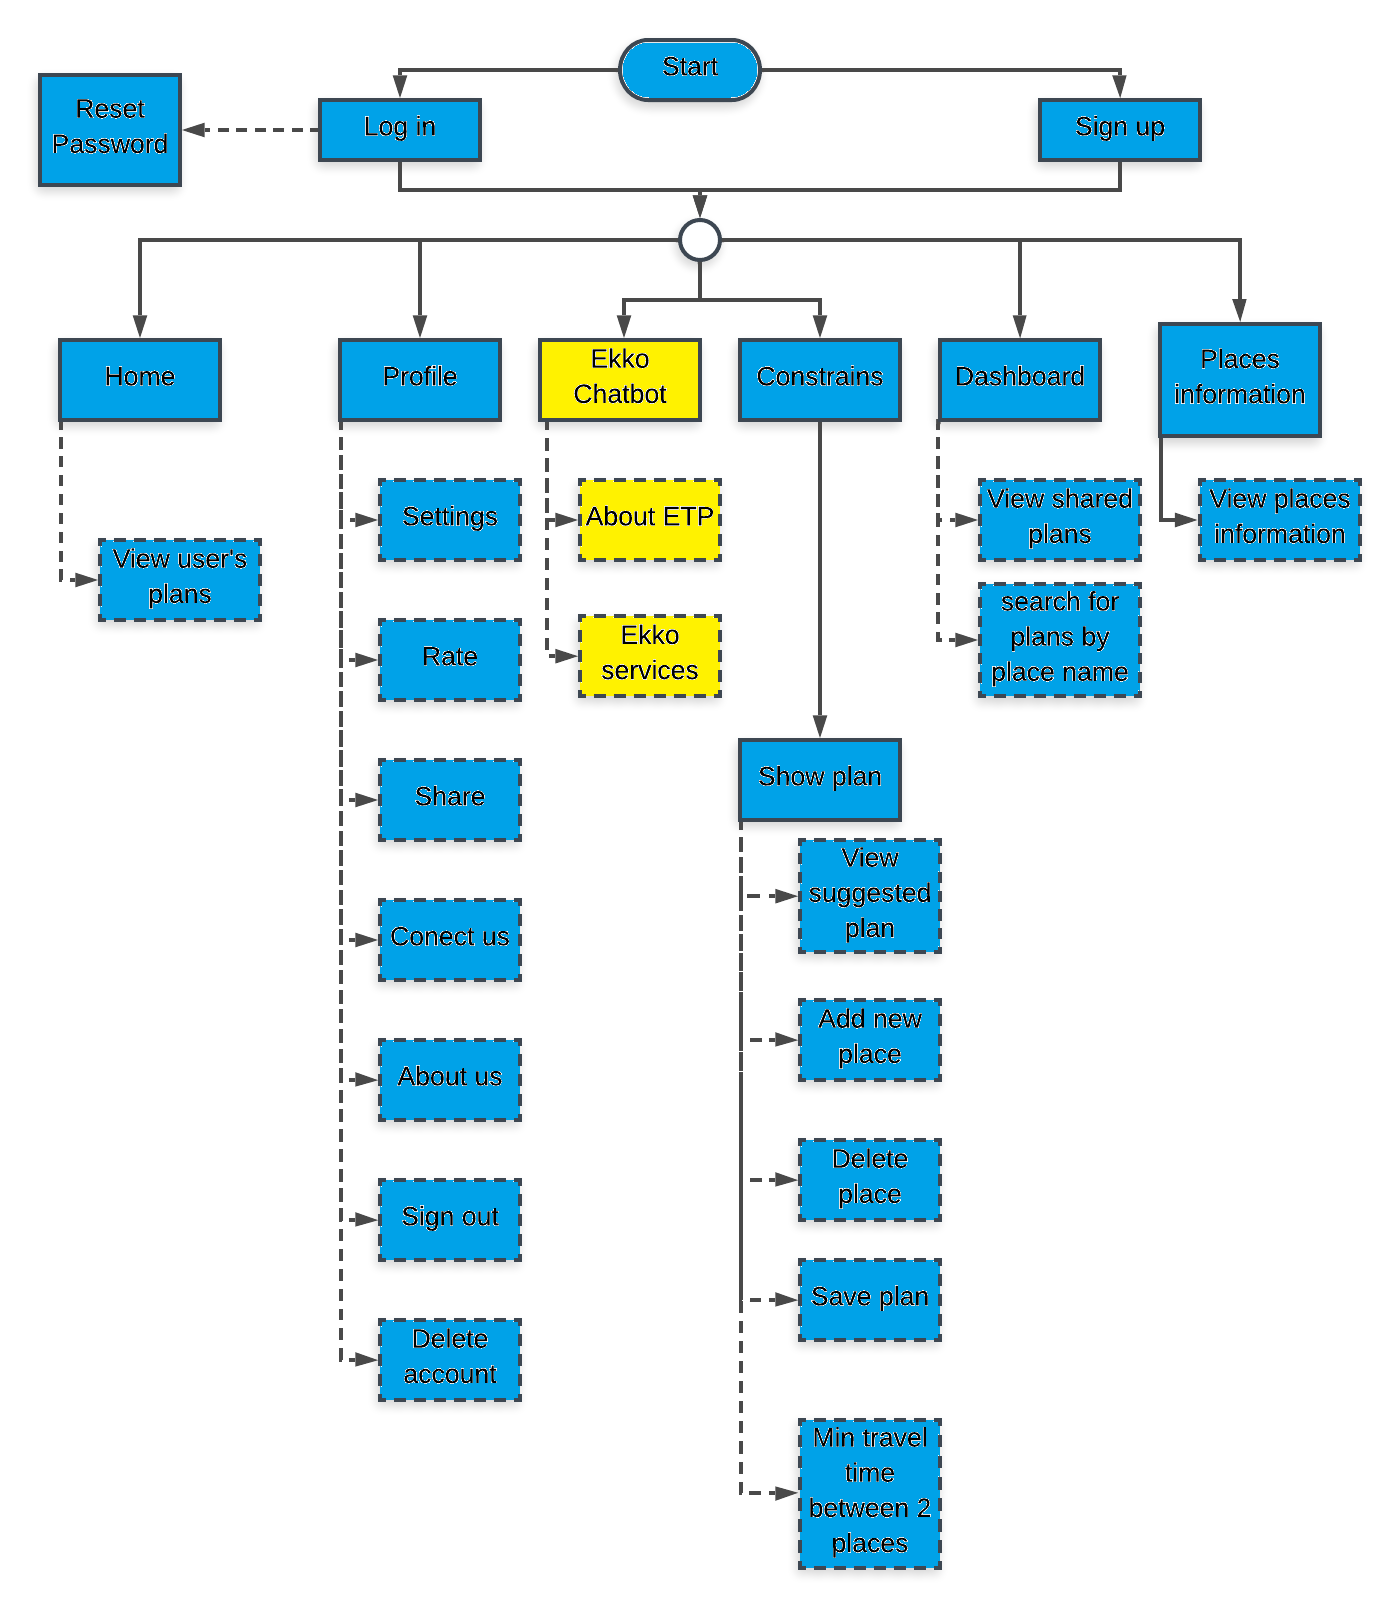 Start
Reset
Password
Log in
Sign up
Home
Profile
Ekko
Chatbot
Constrains
Dashboard
Places
information
View user's
plans
Settings
Rate
Share
Conect us
About us
Sign out
Delete
account
About ETP
Ekko
services
Show plan
View
suggested
plan
Add new
place
Delete
place
Save plan
Min travel
time
between 2
places
View shared
plans
search for
plans by
place name
View places
information